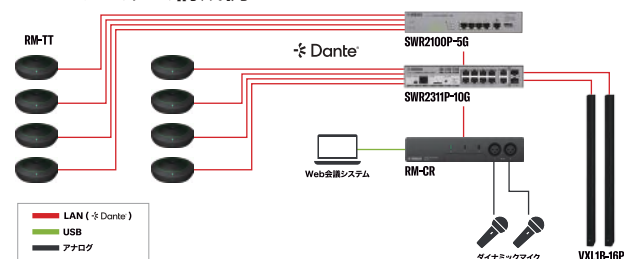 RM-TT
Dante
SWR2100P-5G
SWR2311P-10G
Web会議システム
RM-CR
LAN ( Dante )
USB
アナログ
ダイナミックマイク
VXL1B-16P